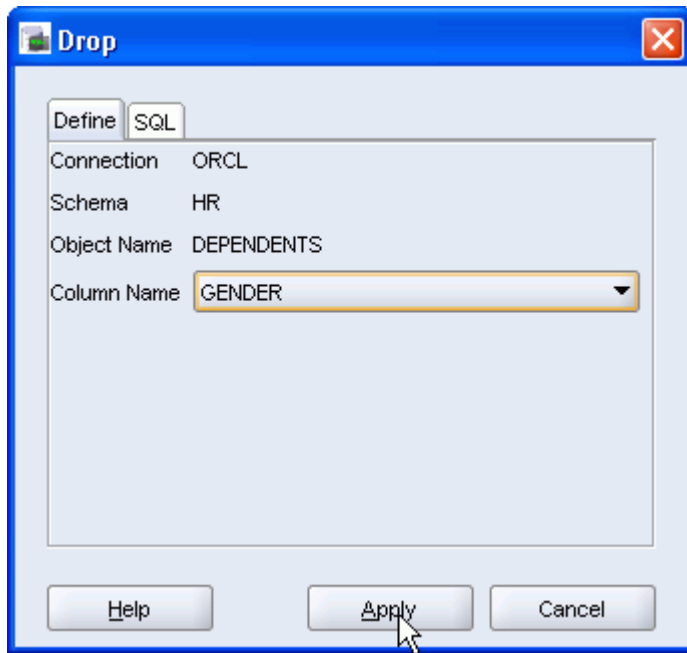 Drop
Define SQL
Connection ORCL
Schema HR
Object Name DEPENDENTS
Column Name GENDER
Help Apply Cancel